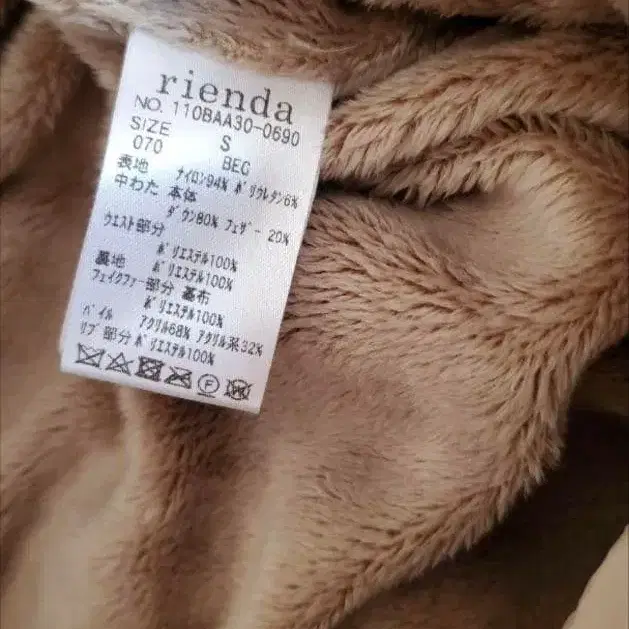 rienda
NO. 110BAA30-0690
SIZE S
070 BEG
表地 ﾅｲﾛﾝ94% ﾎﾟﾘｳﾚﾀﾝ6%
中わた 本体
ﾀﾞｳﾝ80% ﾌｪｻﾞｰ 20%
ｳｴｽﾄ部分
ﾎﾟﾘｴｽﾃﾙ100%
裏地 ﾎﾟﾘｴｽﾃﾙ100%
ﾌｪｲｸﾌｧｰ部分 基布
ﾎﾟﾘｴｽﾃﾙ100%
ﾊﾟｲﾙ ｱｸﾘﾙ68% ｱｸﾘﾙ系32%
ﾘﾌﾞ部分 ﾎﾟﾘｴｽﾃﾙ100%
F